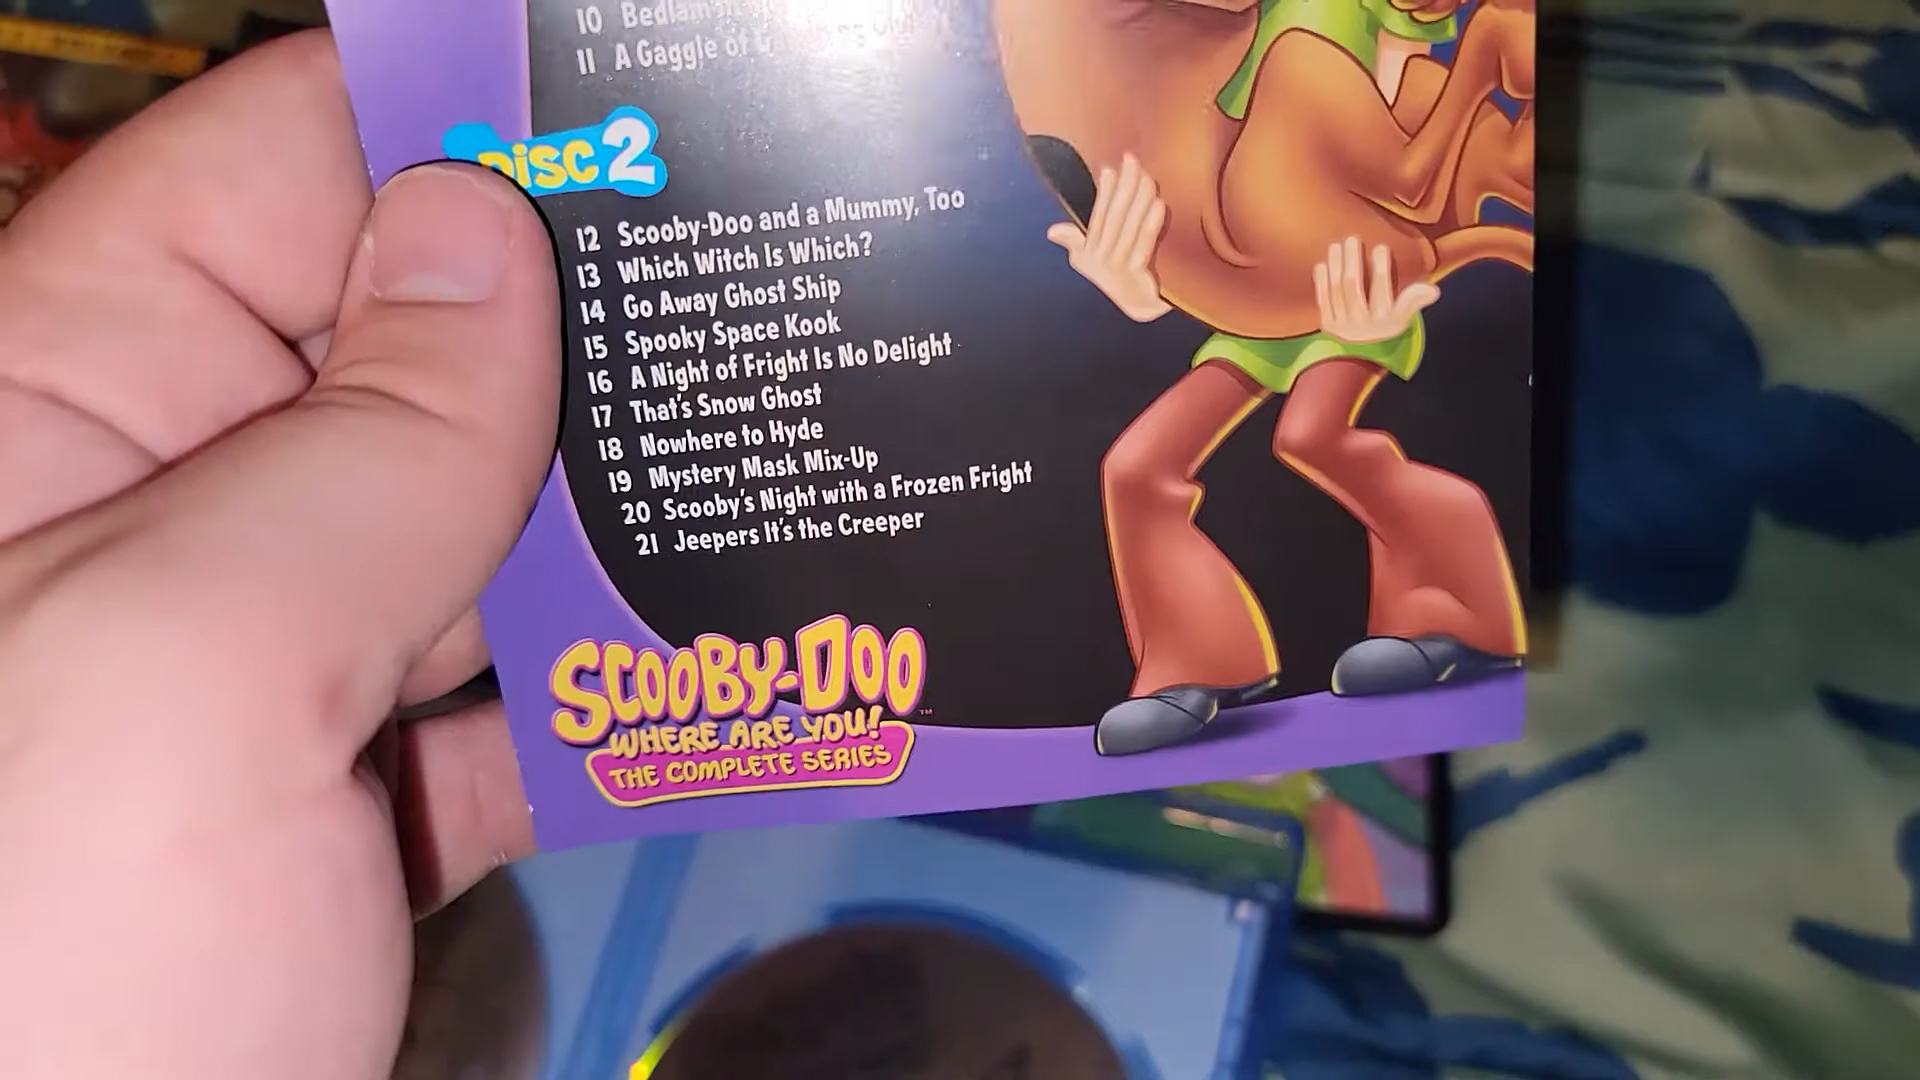 10 Bedlam in
11 A Gaggle of
DISC 2
12 Scooby-Doo and a Mummy, Too
13 Which Witch Is Which?
14 Go Away Ghost Ship
15 Spooky Space Kook
16 A Night of Fright Is No Delight
17 That's Snow Ghost
18 Nowhere to Hyde
19 Mystery Mask Mix-Up
20 Scooby's Night with a Frozen Fright
21 Jeepers It's the Creeper
SCOOBY-DOO
WHERE ARE YOU! ™
THE COMPLETE SERIES